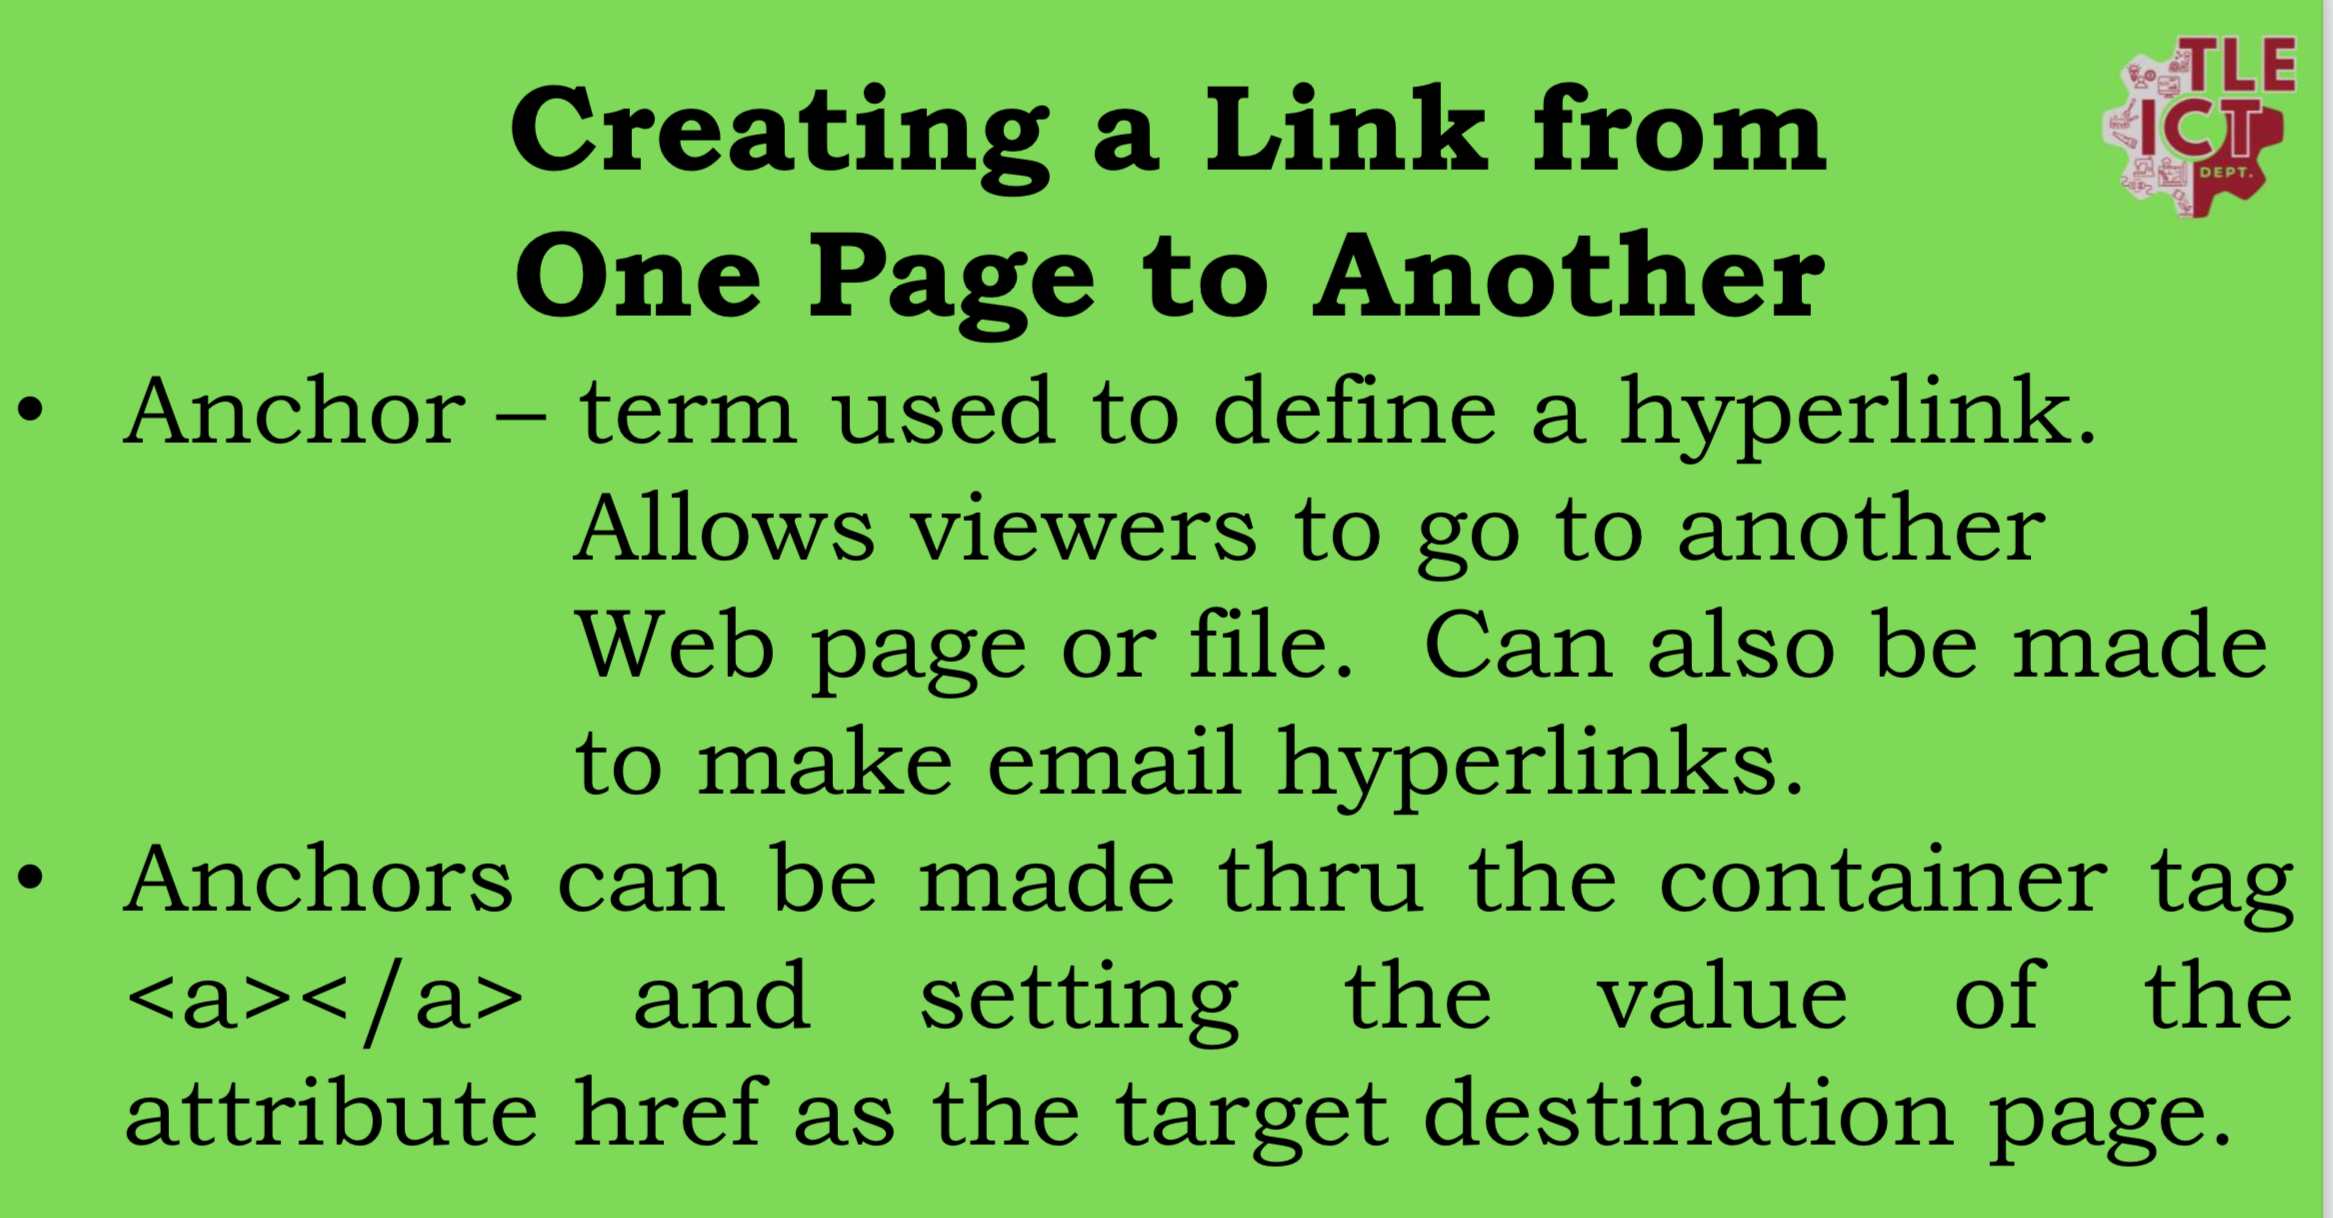 Creating a Link from
One Page to Another
TLE
ICT
DEPT.
• Anchor – term used to define a hyperlink.
Allows viewers to go to another
Web page or file. Can also be made
to make email hyperlinks.
• Anchors can be made thru the container tag
<a></a> and setting the value of the
attribute href as the target destination page.